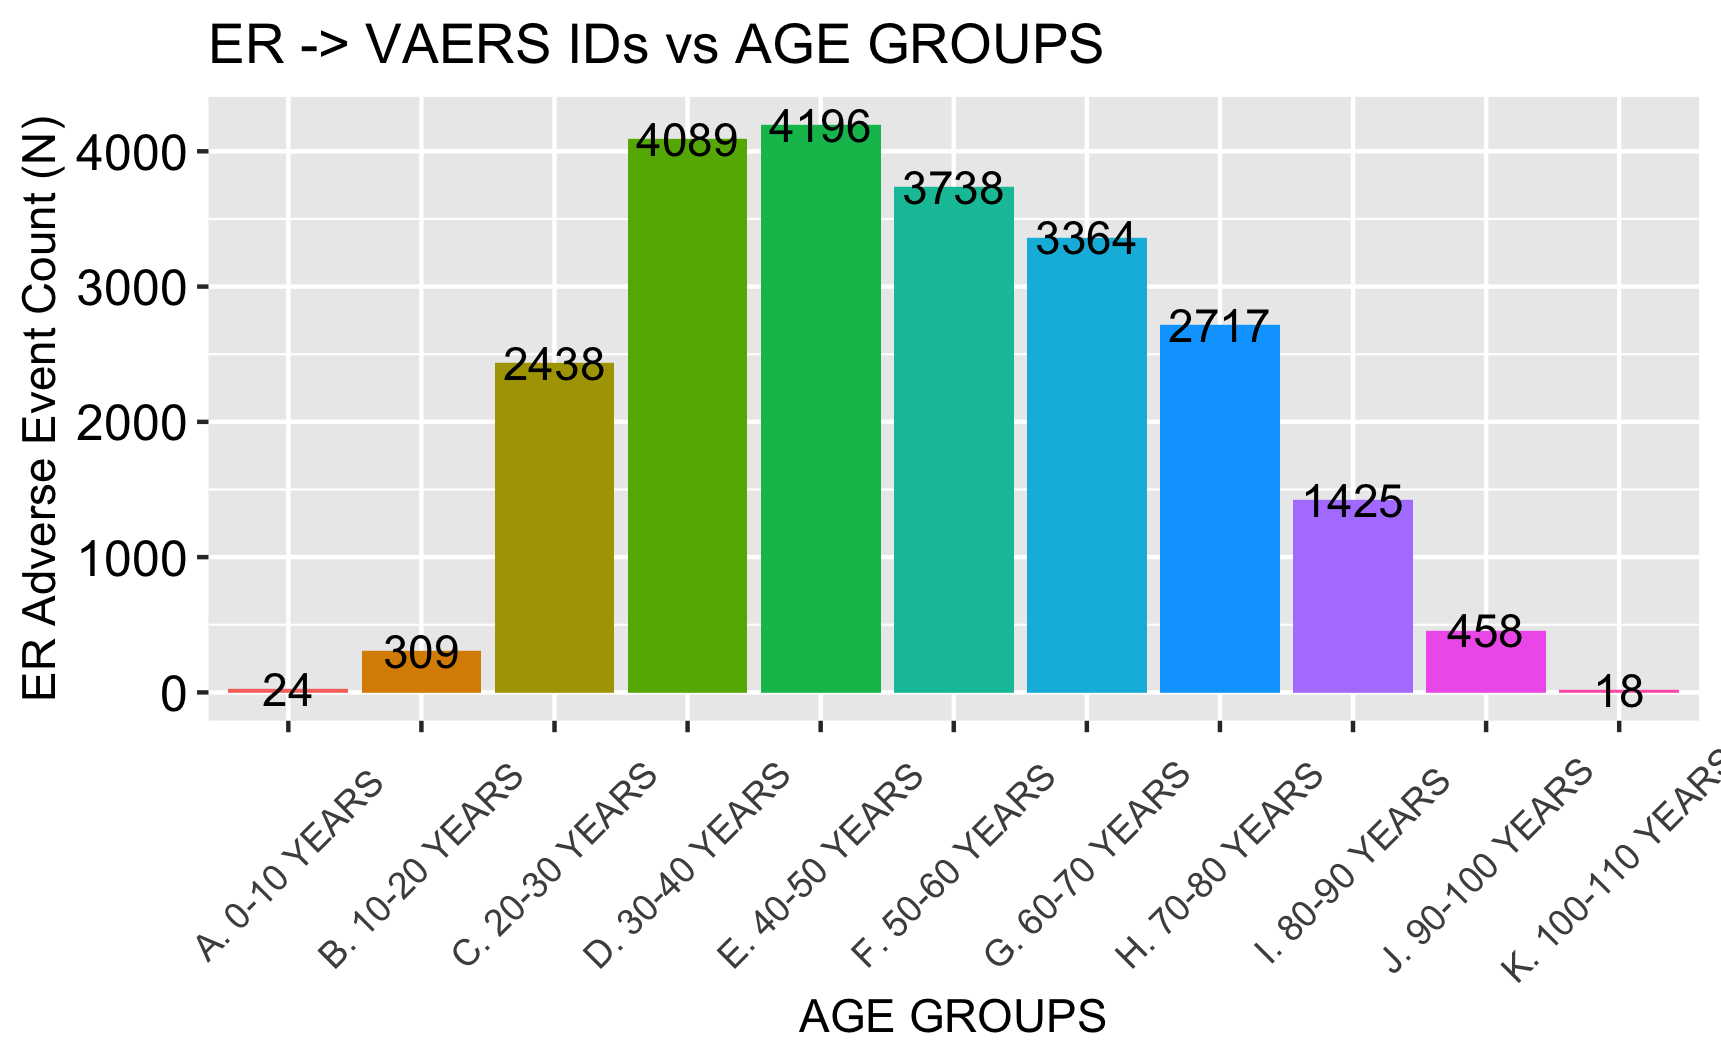 ER -> VAERS IDs vs AGE GROUPS
ER Adverse Event Count (N)
4000
3000
2000
1000
0
24
309
2438
4089
4196
3738
3364
2717
1425
458
18
A. 0-10 YEARS
B. 10-20 YEARS
C. 20-30 YEARS
D. 30-40 YEARS
E. 40-50 YEARS
F. 50-60 YEARS
G. 60-70 YEARS
H. 70-80 YEARS
I. 80-90 YEARS
J. 90-100 YEARS
K. 100-110 YEARS
AGE GROUPS